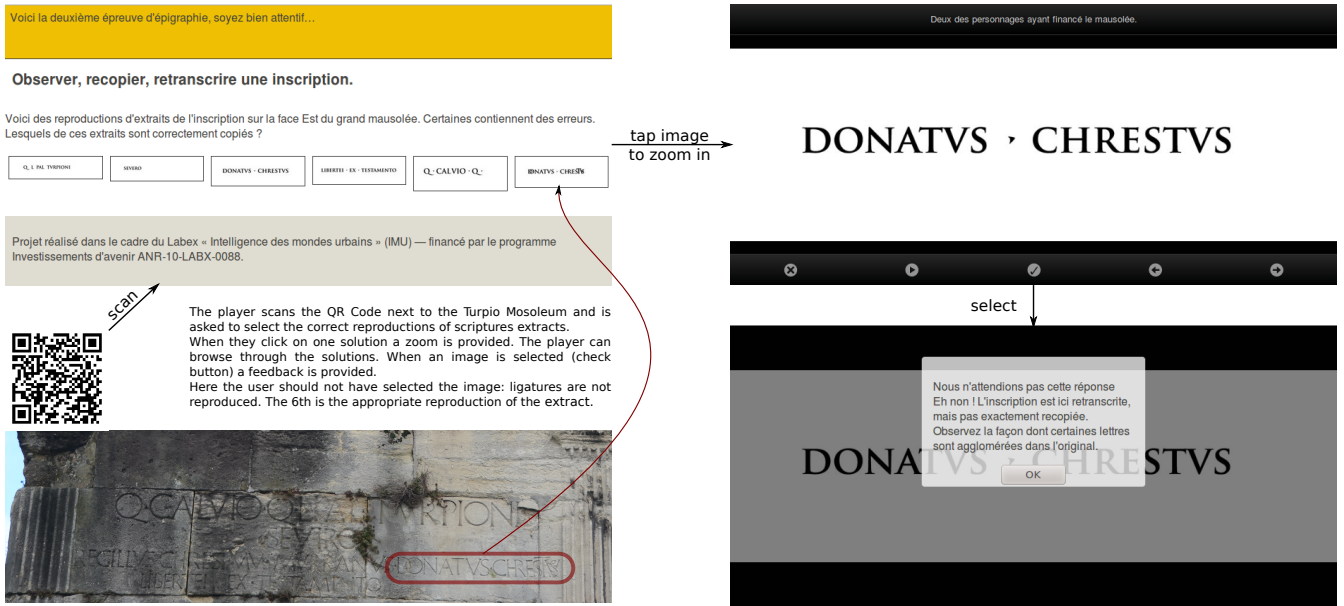 Voici la deuxième épreuve d'épigraphie, soyez bien attentif…
Observer, recopier, retranscrire une inscription.
Voici des reproductions d'extraits de l'inscription sur la face Est du grand mausolée. Certaines contiennent des erreurs.
Lesquels de ces extraits sont correctement copiés ?
Q. L PAL TVRPIONI
SEVERO
DONATVS · CHRESTVS
LIBERTEI · EX · TESTAMENTO
Q · CALVIO · Q ·
DONATVS · CHRESTVS
Projet réalisé dans le cadre du Labex « Intelligence des mondes urbains » (IMU) — financé par le programme
Investissements d'avenir ANR-10-LABX-0088.
scan
The player scans the QR Code next to the Turpio Mosoleum and is
asked to select the correct reproductions of scriptures extracts.
When they click on one solution a zoom is provided. The player can
browse through the solutions. When an image is selected (check
button) a feedback is provided.
Here the user should not have selected the image: ligatures are not
reproduced. The 6th is the appropriate reproduction of the extract.
Q·CALVIO·Q
DONATVS·CHREST
tap image
to zoom in
Deux des personnages ayant financé le mausolée.
DONATVS · CHRESTVS
select
Nous n'attendions pas cette réponse
Eh non ! L'inscription est ici retranscrite,
mais pas exactement recopiée.
Observez la façon dont certaines lettres
sont agglomérées dans l'original.
OK
DONATVS · CHRESTVS